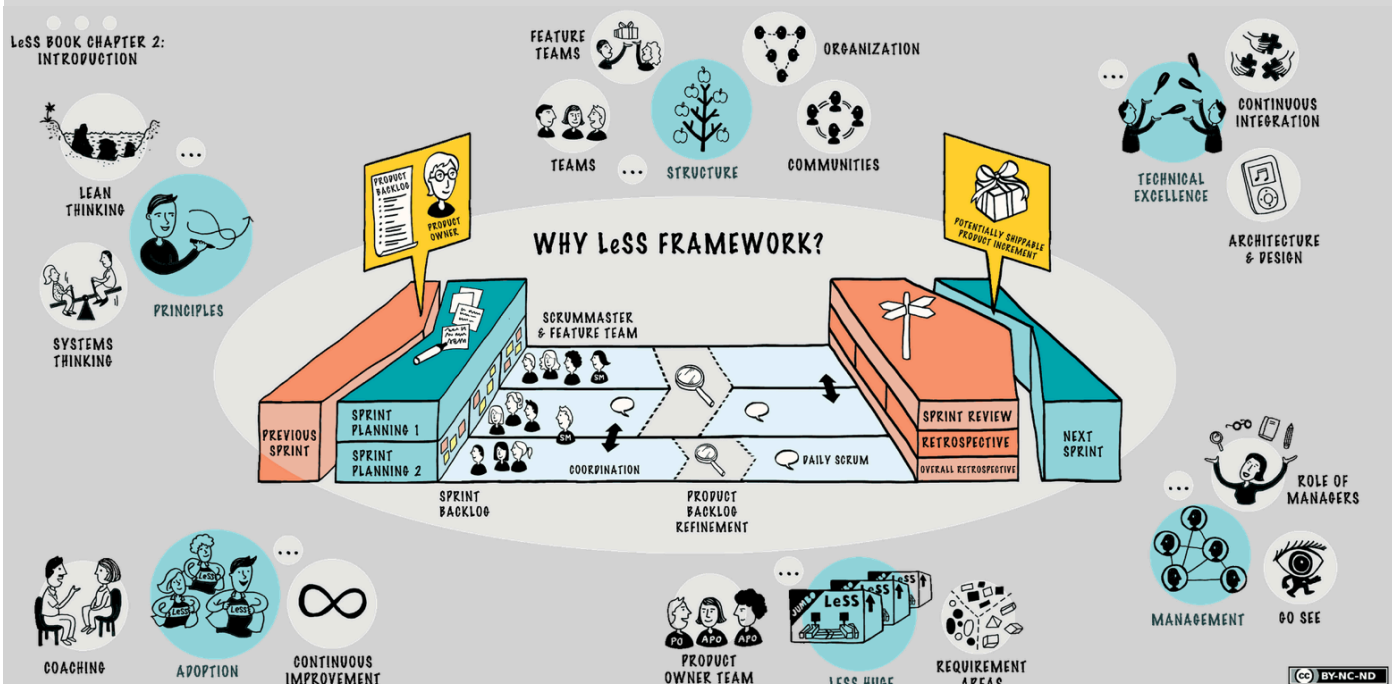 LeSS BOOK CHAPTER 2:
INTRODUCTION
LEAN
THINKING
SYSTEMS
THINKING
PRINCIPLES
FEATURE
TEAMS
TEAMS
STRUCTURE
ORGANIZATION
COMMUNITIES
CONTINUOUS
INTEGRATION
TECHNICAL
EXCELLENCE
ARCHITECTURE
& DESIGN
PRODUCT
BACKLOG
PRODUCT
OWNER
WHY LeSS FRAMEWORK?
POTENTIALLY SHIPPABLE
PRODUCT INCREMENT
SCRUMMASTER
& FEATURE TEAM
SM
SM
PREVIOUS
SPRINT
SPRINT
PLANNING 1
SPRINT
PLANNING 2
COORDINATION
DAILY SCRUM
SPRINT REVIEW
RETROSPECTIVE
OVERALL RETROSPECTIVE
NEXT
SPRINT
SPRINT
BACKLOG
PRODUCT
BACKLOG
REFINEMENT
ROLE OF
MANAGERS
MANAGEMENT
GO SEE
COACHING
LeSS
LeSS
LeSS
ADOPTION
CONTINUOUS
IMPROVEMENT
PO
APO
APO
PRODUCT
OWNER TEAM
JUMBO
LeSS
LESS HUGE
REQUIREMENT
AREAS
cc BY-NC-ND